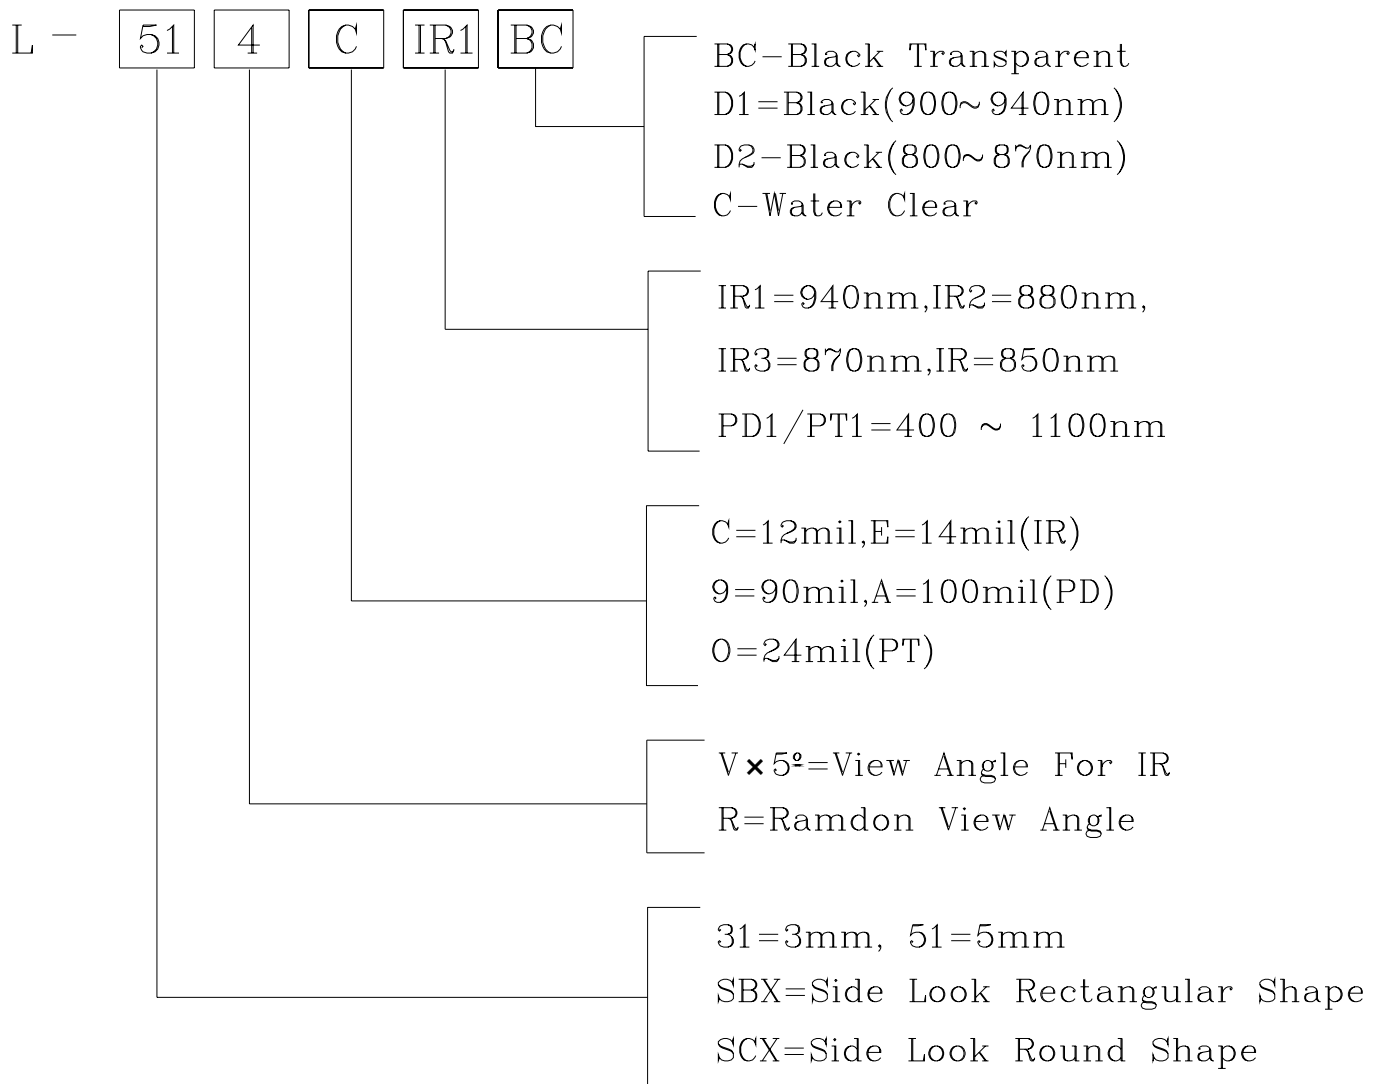 L - 51 4 C IR1 BC
BC-Black Transparent
D1=Black(900~940nm)
D2-Black(800~870nm)
C-Water Clear
IR1=940nm,IR2=880nm,
IR3=870nm,IR=850nm
PD1/PT1=400 ~ 1100nm
C=12mil,E=14mil(IR)
9=90mil,A=100mil(PD)
0=24mil(PT)
V×5º=View Angle For IR
R=Ramdon View Angle
31=3mm, 51=5mm
SBX=Side Look Rectangular Shape
SCX=Side Look Round Shape